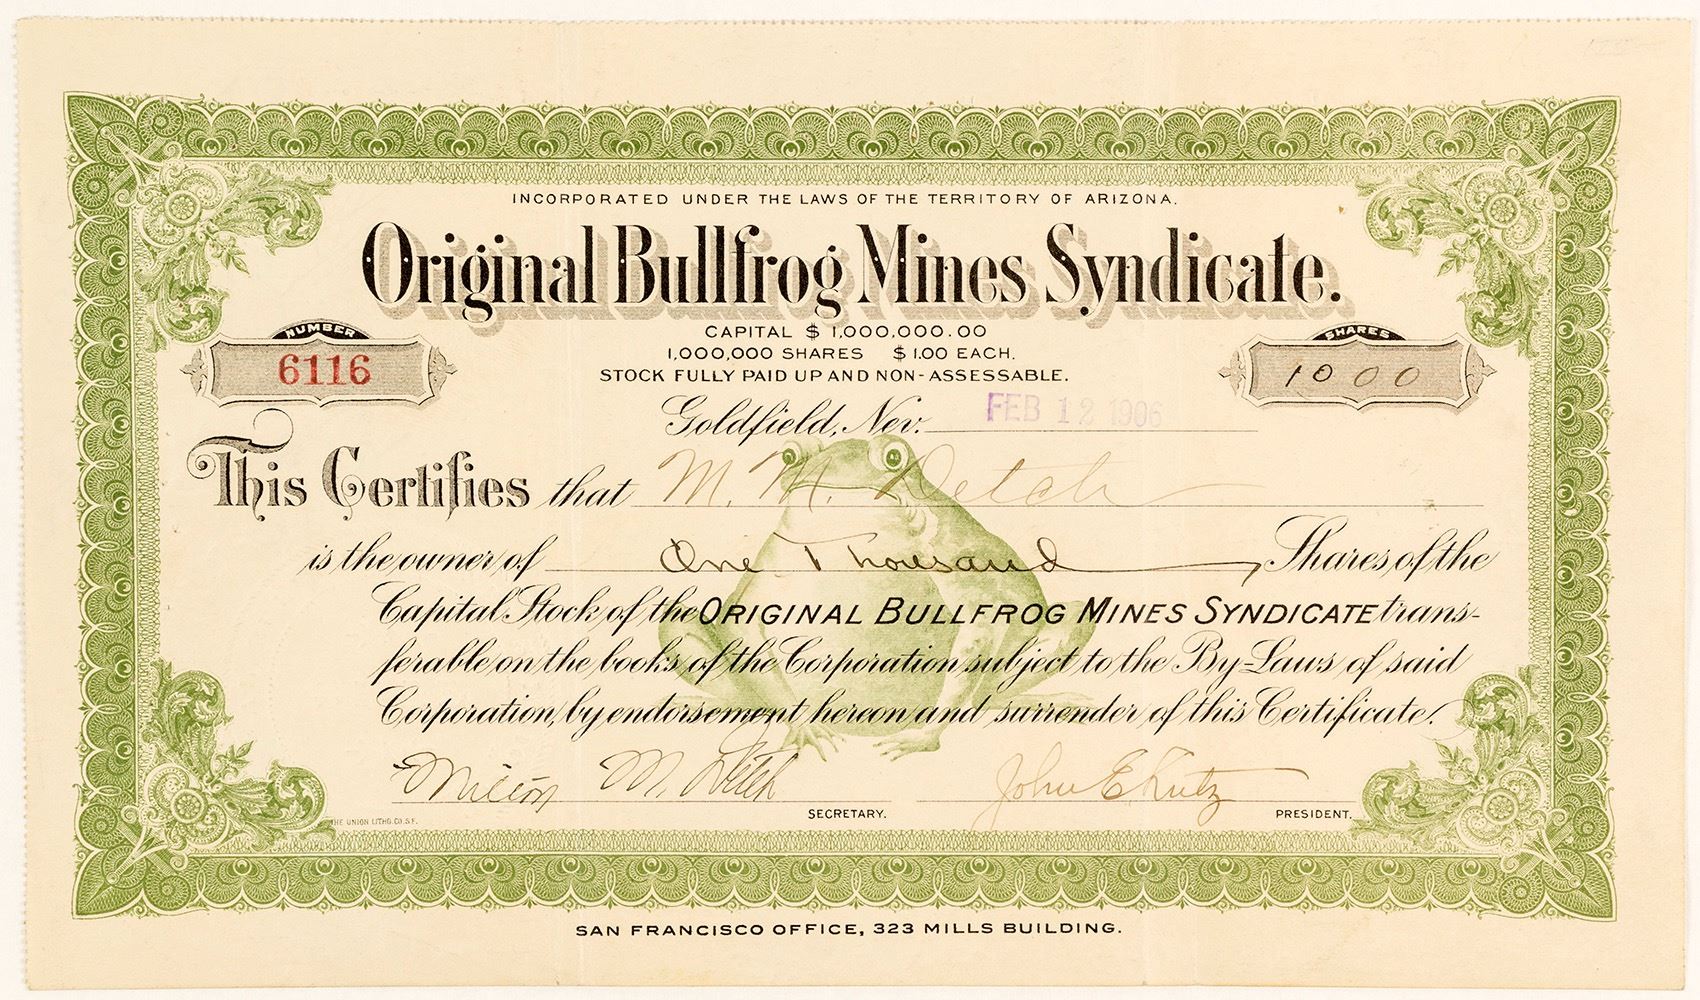 INCORPORATED UNDER THE LAWS OF THE TERRITORY OF ARIZONA.
Original Bullfrog Mines Syndicate.
CAPITAL $ 1,000,000.00
1,000,000 SHARES $1.00 EACH.
STOCK FULLY PAID UP AND NON-ASSESSABLE.
NUMBER
6116
SHARES
1000
Goldfield, Nev. FEB 12 1906
This Certifies that M. M. Detch
is the owner of One Thousand Shares of the
Capital Stock of the ORIGINAL BULLFROG MINES SYNDICATE trans-
ferable on the books of the Corporation subject to the By-Laws of said
Corporation, by endorsement hereon and surrender of this Certificate.
Milton M. Detch John E Kutz
SECRETARY. PRESIDENT.
THE UNION LITHO. CO. S.F.
SAN FRANCISCO OFFICE, 323 MILLS BUILDING.